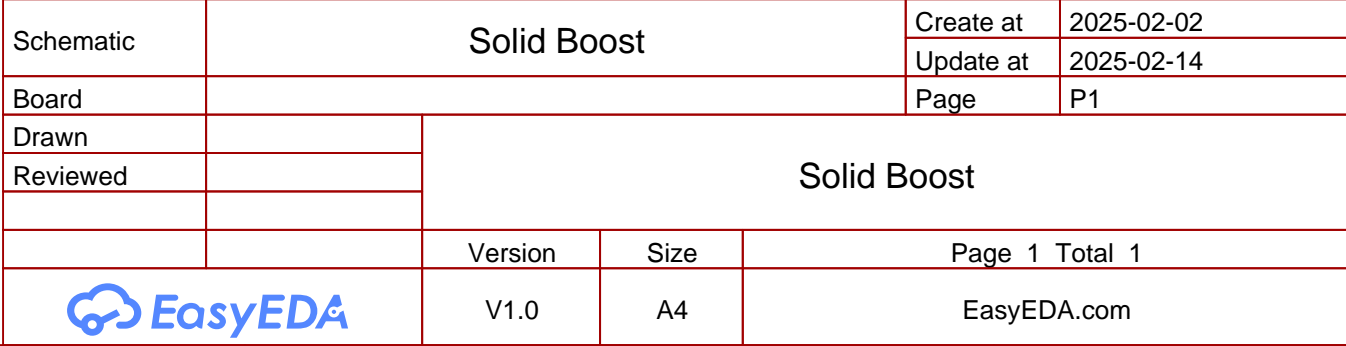 Schematic
Solid Boost
Create at 2025-02-02
Update at 2025-02-14
Board
Page P1
Drawn
Reviewed
Solid Boost
Version Size Page 1 Total 1
EasyEDA V1.0 A4 EasyEDA.com